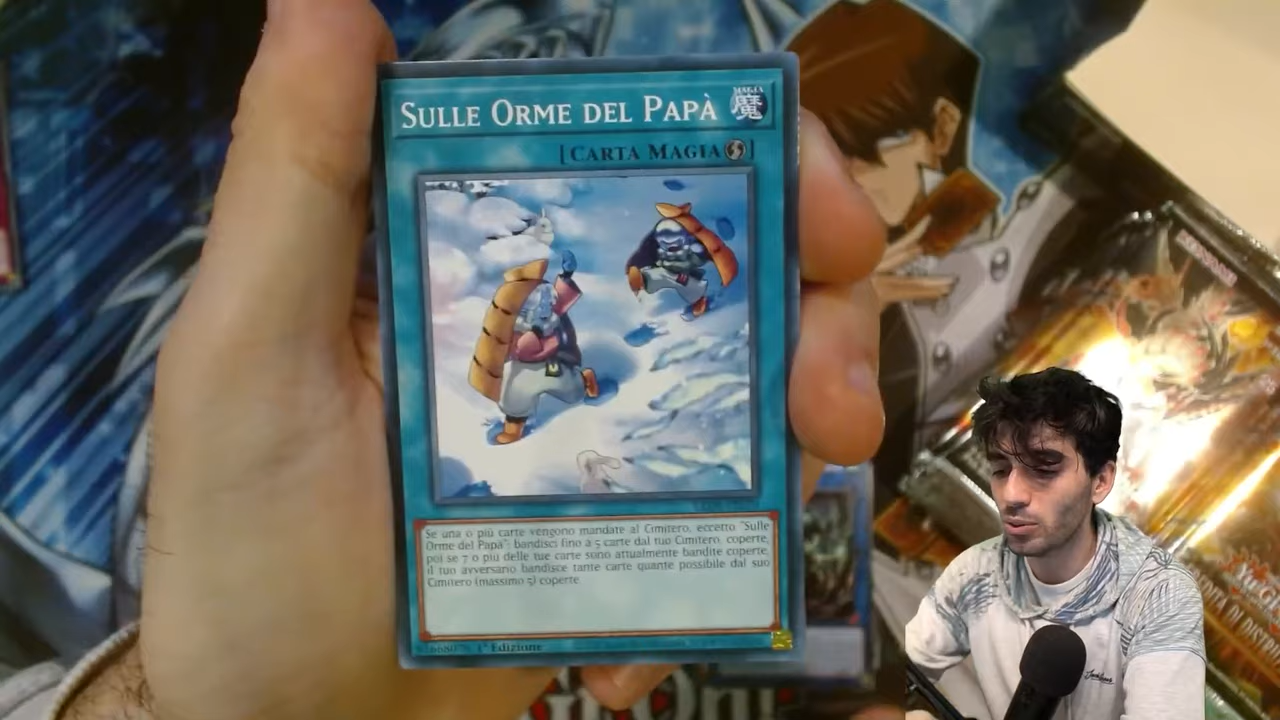 SULLE ORME DEL PAPÀ
MAGIA
魔
[CARTA MAGIA]
Se una o più carte vengono mandate al Cimitero, eccetto "Sulle
Orme del Papà": bandisci fino a 5 carte dal tuo Cimitero, coperte,
poi se 7 o più delle tue carte sono attualmente bandite coperte,
il tuo avversario bandisce tante carte quante possibile dal suo
Cimitero (massimo 5) coperte.
1ª Edizione
KONAMI